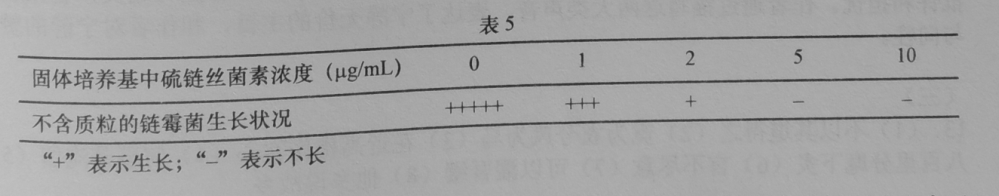 表5
固体培养基中硫链丝菌素浓度（μg/mL） 0 1 2 5 10
不含质粒的链霉菌生长状况 +++++ +++ + − −
“+”表示生长；“−”表示不长